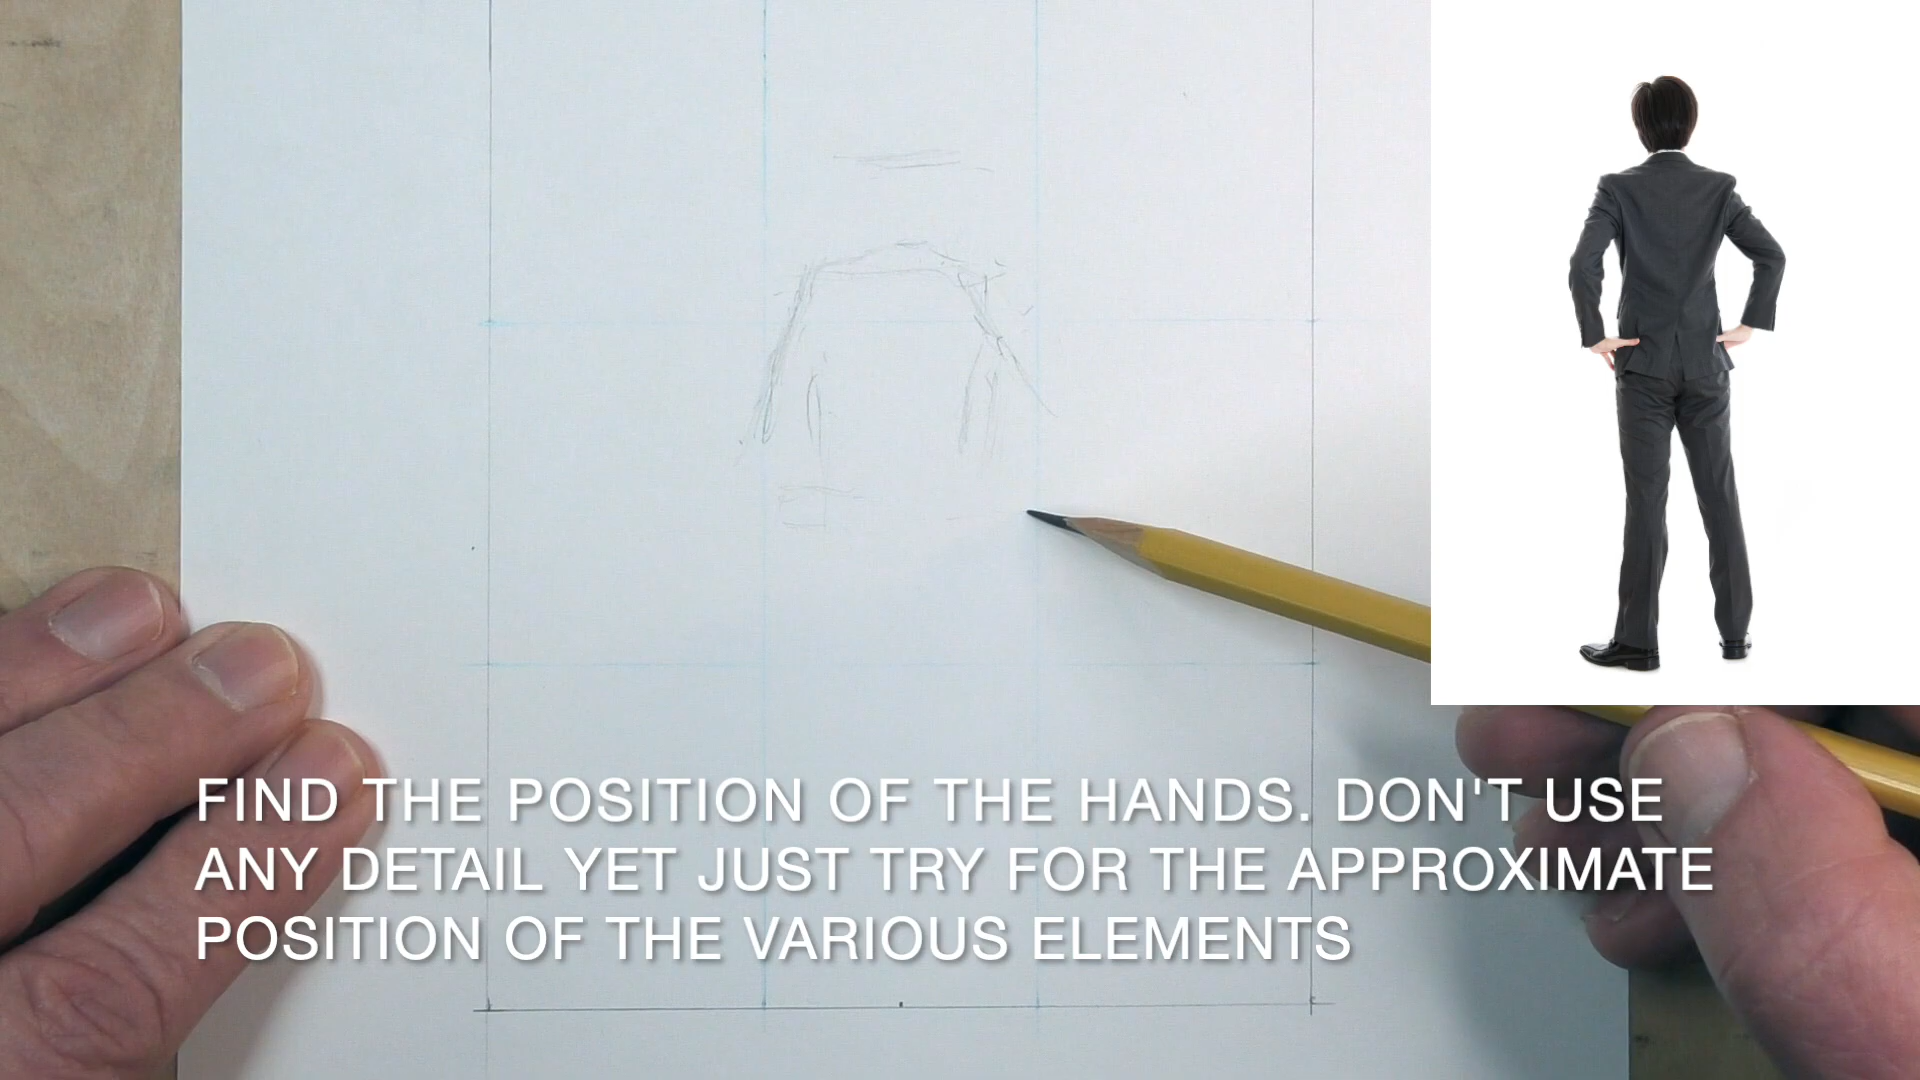 FIND THE POSITION OF THE HANDS. DON'T USE
ANY DETAIL YET JUST TRY FOR THE APPROXIMATE
POSITION OF THE VARIOUS ELEMENTS